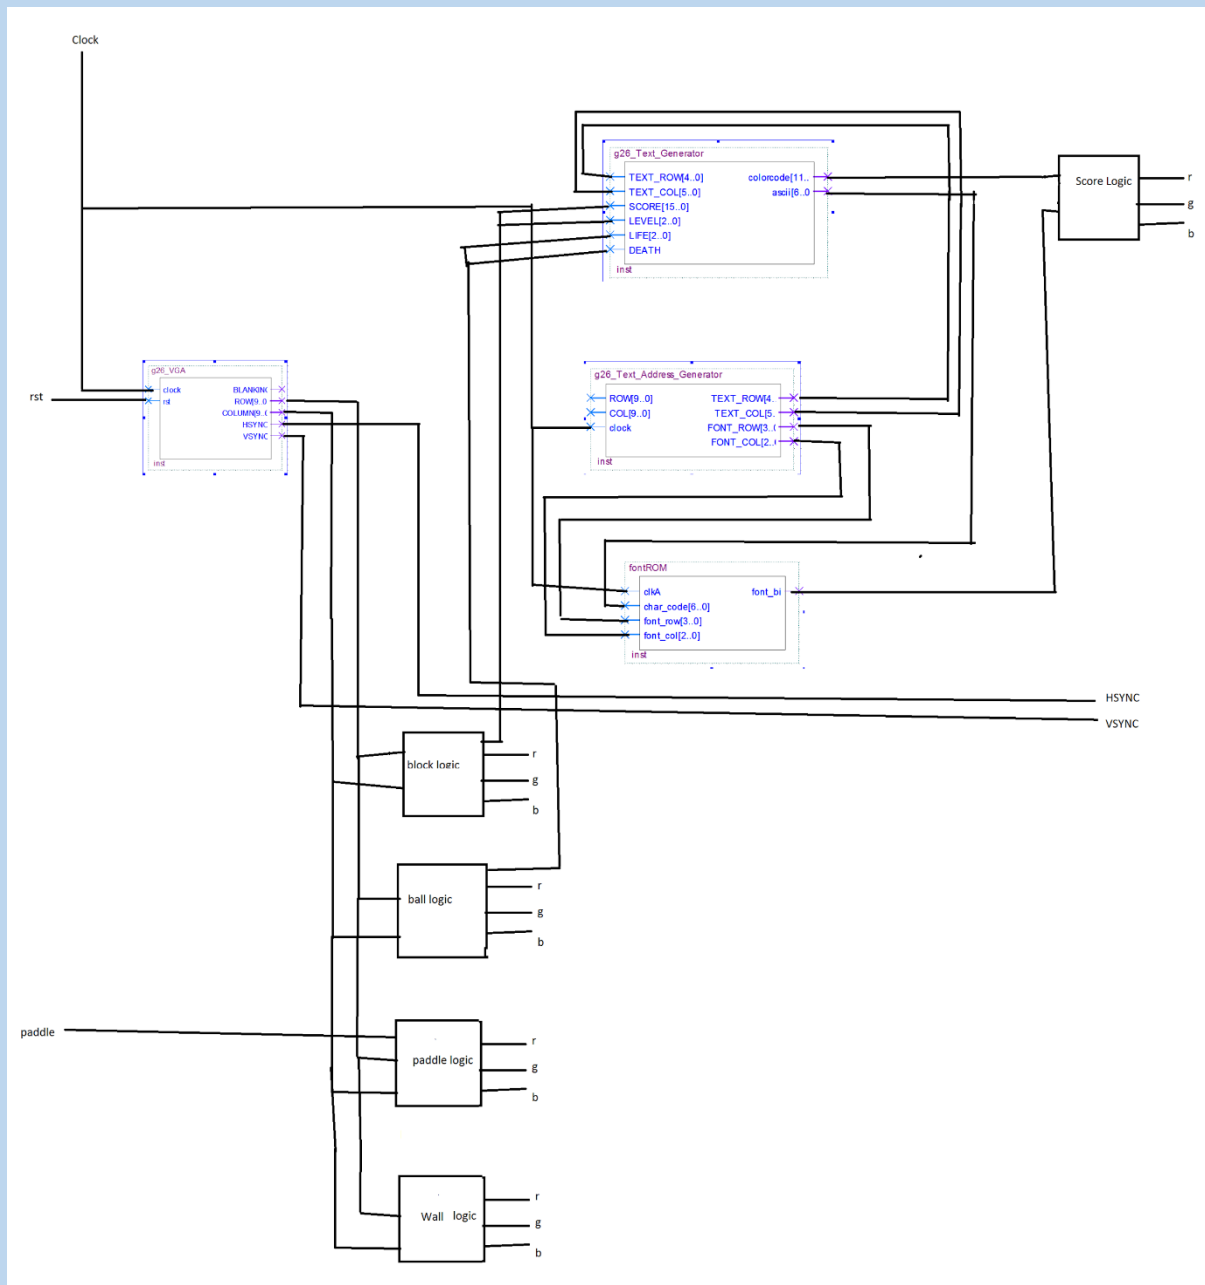 Clock
g26_Text_Generator
TEXT_ROW[4..0]
TEXT_COL[5..0]
SCORE[15..0]
LEVEL[2..0]
LIFE[2..0]
DEATH
colorcode[11..
ascii[6..0
inst
Score Logic
r
g
b
g26_VGA
rst
clock
rst
BLANKING
ROW[9..0
COLUMN[9..(
HSYNC
VSYNC
inst
g26_Text_Address_Generator
ROW[9..0]
COL[9..0]
clock
TEXT_ROW[4.
TEXT_COL[5.
FONT_ROW[3..(
FONT_COL[2..(
inst
fontROM
clkA
char_code[6..0]
font_row[3..0]
font_col[2..0]
font_bi
inst
HSYNC
VSYNC
block logic
r
g
b
ball logic
r
g
b
paddle
paddle logic
r
g
b
Wall logic
r
g
b